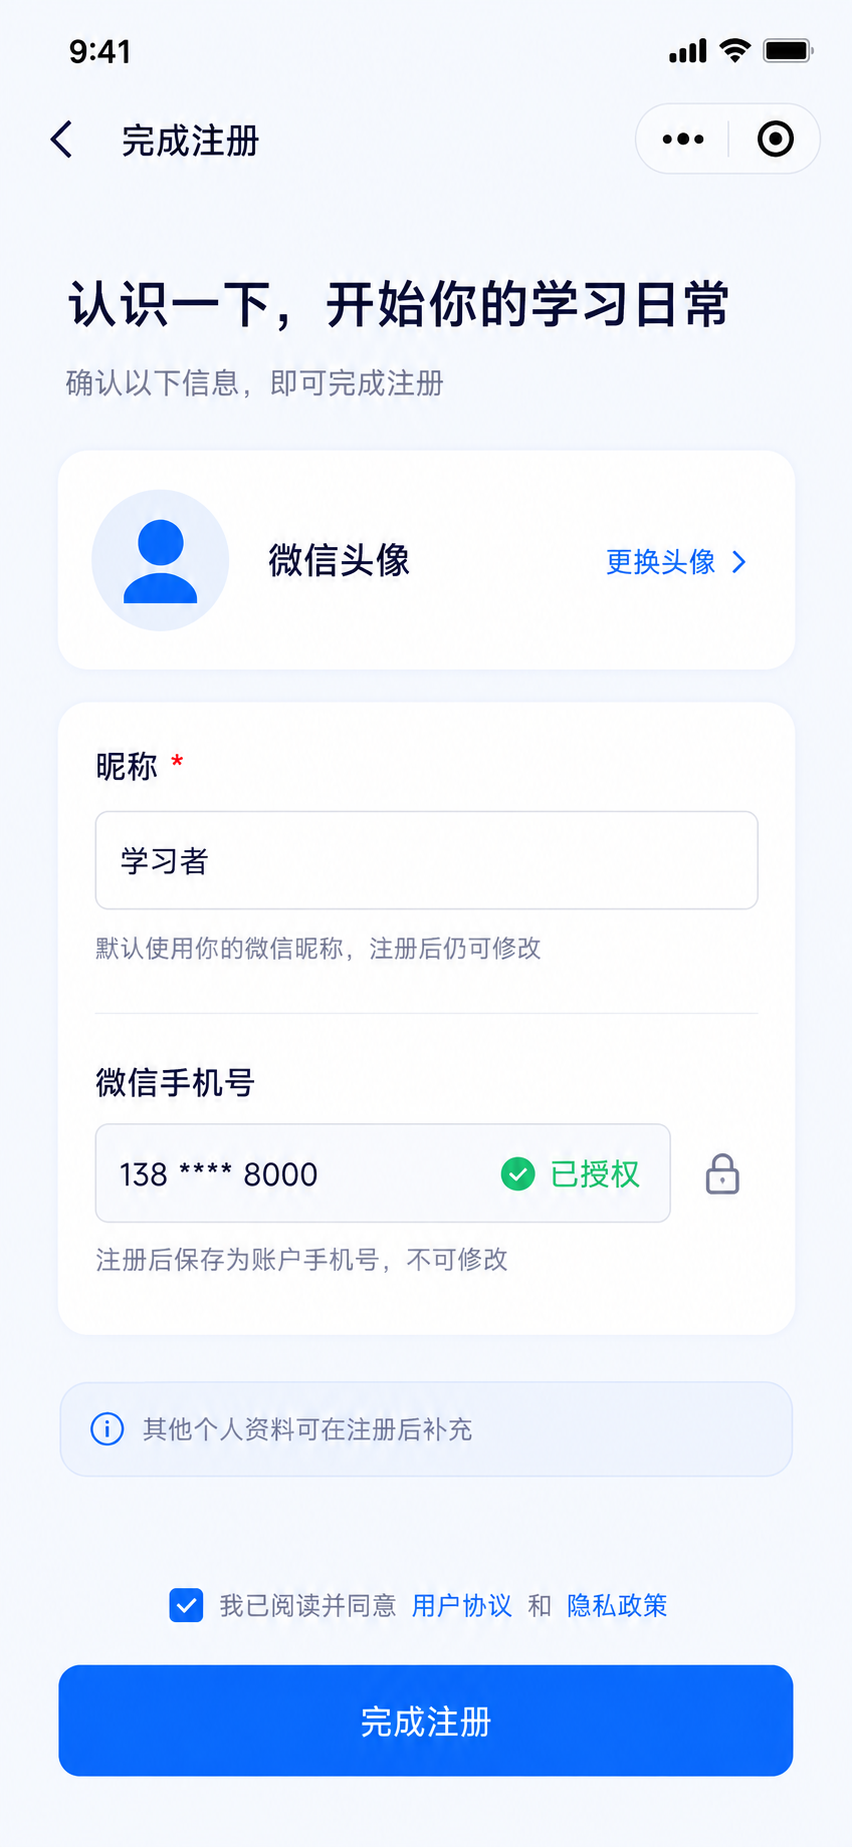 9:41
完成注册
认识一下，开始你的学习日常
确认以下信息，即可完成注册
微信头像
更换头像
昵称 *
学习者
默认使用你的微信昵称，注册后仍可修改
微信手机号
138 **** 8000
已授权
注册后保存为账户手机号，不可修改
其他个人资料可在注册后补充
我已阅读并同意 用户协议 和 隐私政策
完成注册